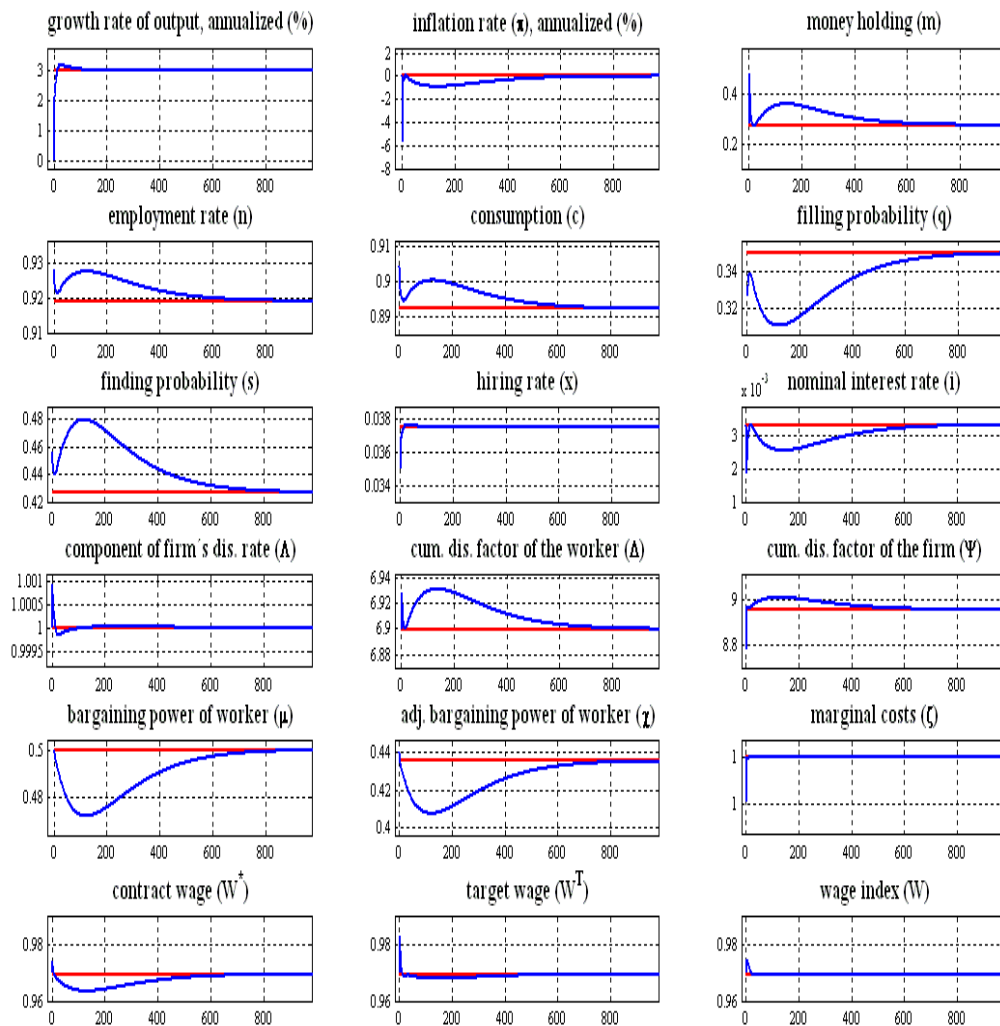 growth rate of output, annualized (%) inflation rate (π), annualized (%) money holding (m)
3
2
1
0
0 200 400 600 800
2
0
-2
-4
-6
-8
0 200 400 600 800
0.4
0.2
0 200 400 600 800
employment rate (n) consumption (c) filling probability (q)
0.93
0.92
0.91
0 200 400 600 800
0.91
0.9
0.89
0 200 400 600 800
0.34
0.32
0 200 400 600 800
finding probability (s) hiring rate (x) nominal interest rate (i)
0.48
0.46
0.44
0.42
0 200 400 600 800
0.038
0.036
0.034
0 200 400 600 800
x 10⁻³
3
2
1
0 200 400 600 800
component of firm´s dis. rate (Λ) cum. dis. factor of the worker (Δ) cum. dis. factor of the firm (Ψ)
1.001
1.0005
1
0.9995
0 200 400 600 800
6.94
6.92
6.9
6.88
0 200 400 600 800
9
8.8
0 200 400 600 800
bargaining power of worker (μ) adj. bargaining power of worker (χ) marginal costs (ζ)
0.5
0.48
0 200 400 600 800
0.44
0.42
0.4
0 200 400 600 800
1
1
0 200 400 600 800
contract wage (W*) target wage (Wᵀ) wage index (W)
0.98
0.96
0 200 400 600 800
0.98
0.96
0 200 400 600 800
0.98
0.96
0 200 400 600 800